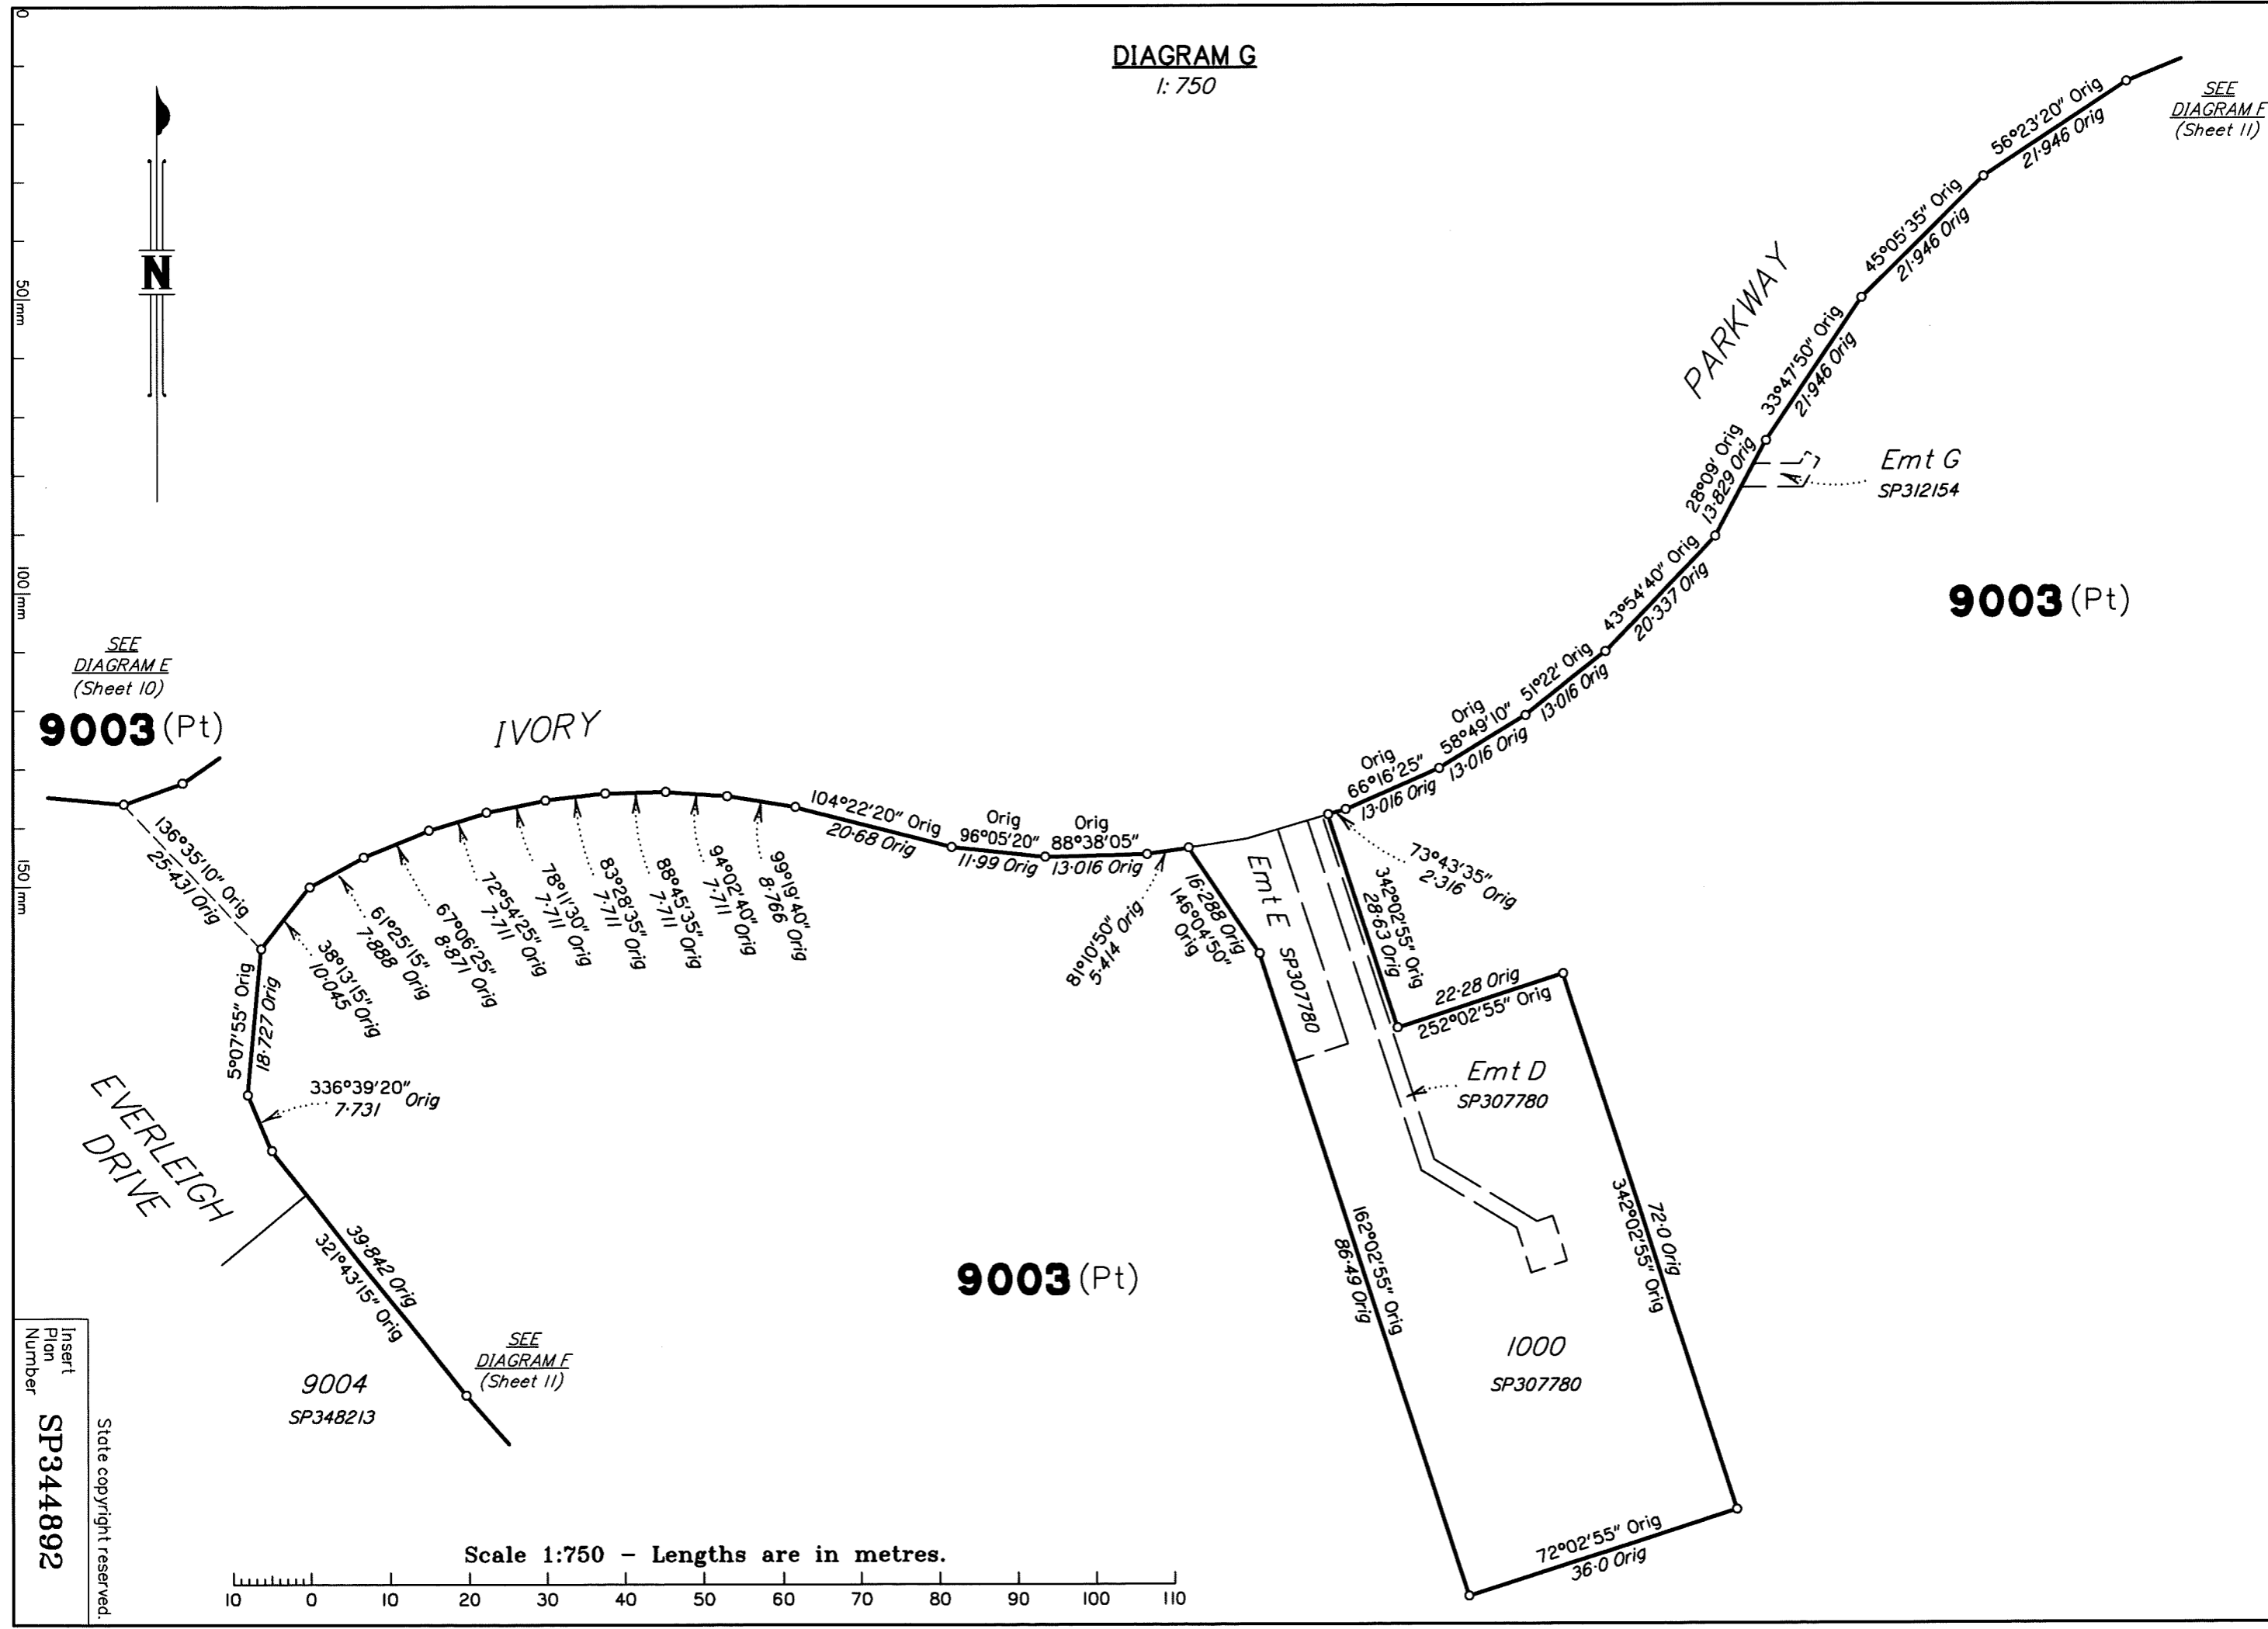 DIAGRAM G
1:750
SEE
DIAGRAM F
(Sheet 11)
N
0
50 mm
100 mm
150 mm
56°23'20" Orig
21·946 Orig
45°05'35" Orig
21·946 Orig
PARKWAY
33°47'50" Orig
21·946 Orig
28°09' Orig
13·829 Orig
Emt G
SP312154
43°54'40" Orig
20·337 Orig
9003 (Pt)
51°22' Orig
13·016 Orig
Orig
58°49'10"
13·016 Orig
Orig
66°16'25"
13·016 Orig
73°43'35"
2·316 Orig
SEE
DIAGRAM E
(Sheet 10)
9003 (Pt)
IVORY
136°35'10" Orig
25·431 Orig
104°22'20" Orig
20·68 Orig
Orig
96°05'20"
11·99 Orig
Orig
88°38'05"
13·016 Orig
38°13'15"
10·045 Orig
61°25'15"
7·888 Orig
67°06'25"
8·871 Orig
72°54'25"
7·711 Orig
78°11'30"
7·711 Orig
83°28'35"
7·711 Orig
88°45'35"
7·711 Orig
94°02'40"
7·711 Orig
99°19'40"
8·766 Orig
81°10'50"
5·414 Orig
16·288 Orig
146°04'50"
Orig
Emt E SP307780
342°02'55" Orig
28·63 Orig
22·28 Orig
252°02'55" Orig
Emt D
SP307780
5°07'55" Orig
18·727 Orig
336°39'20"
7·731 Orig
EVERLEIGH
DRIVE
39·842 Orig
321°43'15" Orig
9003 (Pt)
162°02'55" Orig
86·49 Orig
72·0 Orig
342°02'55" Orig
1000
SP307780
SEE
DIAGRAM F
(Sheet 11)
9004
SP348213
72°02'55" Orig
36·0 Orig
Scale 1:750 – Lengths are in metres.
10 0 10 20 30 40 50 60 70 80 90 100 110
Insert
Plan
Number
SP344892
State copyright reserved.